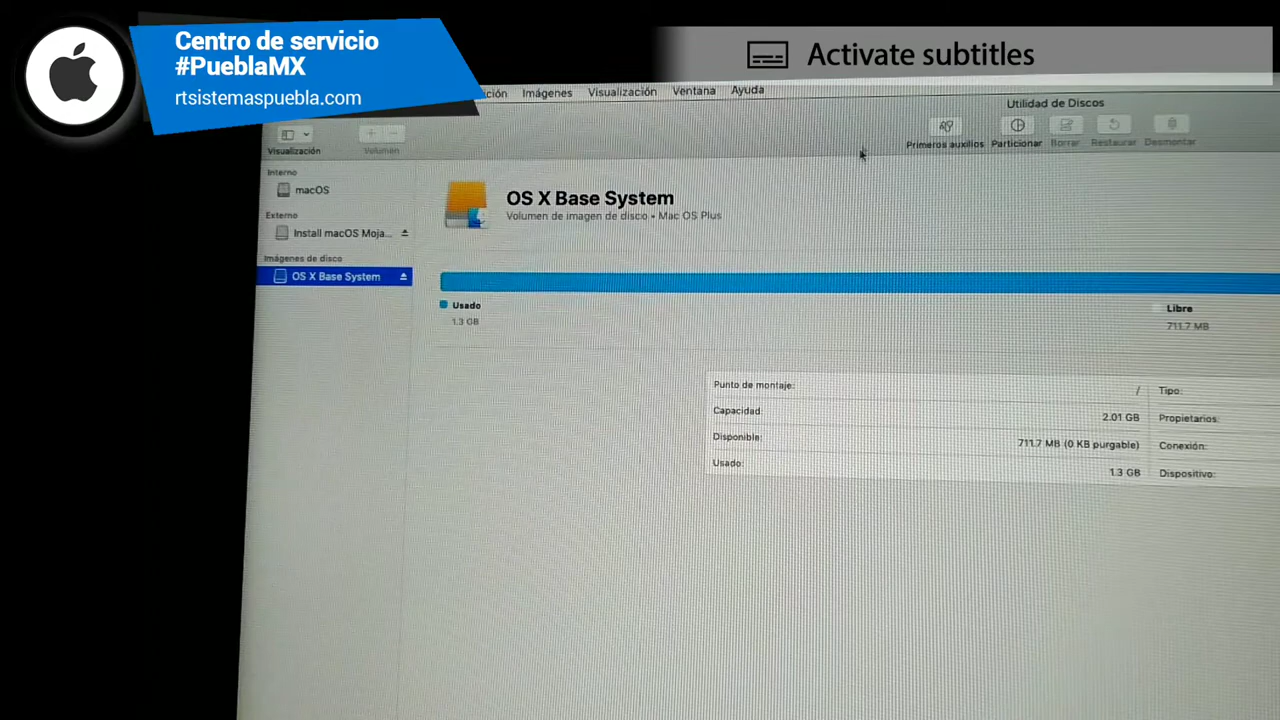 Centro de servicio
#PueblaMX
rtsistemaspuebla.com
Activate subtitles
ción Imágenes Visualización Ventana Ayuda
Utilidad de Discos
Visualización Volumen Primeros auxilios Particionar Borrar Restaurar Desmontar
Interno
macOS
Externo
Install macOS Moja...
Imágenes de disco
OS X Base System
OS X Base System
Volumen de imagen de disco • Mac OS Plus
Usado
1.3 GB
Libre
711.7 MB
Punto de montaje: /
Capacidad: 2.01 GB
Disponible: 711.7 MB (0 KB purgable)
Usado: 1.3 GB
Tipo:
Propietarios:
Conexión:
Dispositivo: